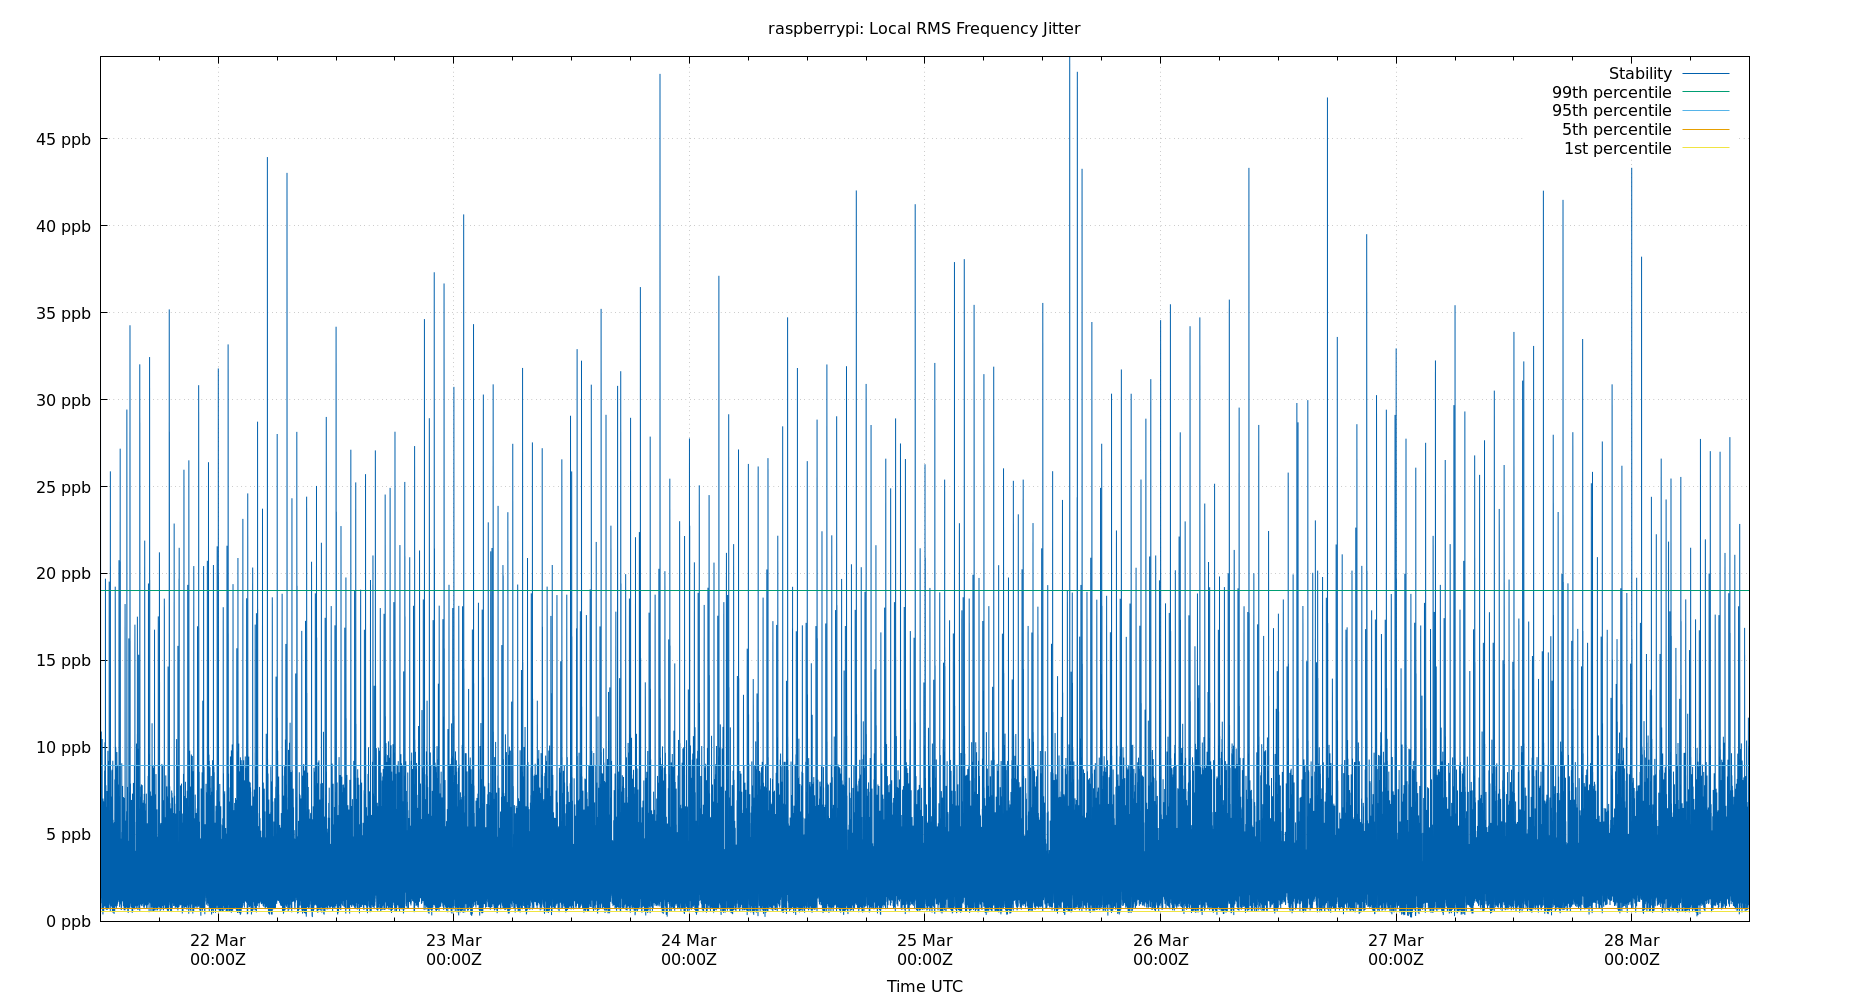 raspberrypi: Local RMS Frequency Jitter
Stability
99th percentile
95th percentile
5th percentile
1st percentile
45 ppb
40 ppb
35 ppb
30 ppb
25 ppb
20 ppb
15 ppb
10 ppb
5 ppb
0 ppb
22 Mar 23 Mar 24 Mar 25 Mar 26 Mar 27 Mar 28 Mar
00:00Z 00:00Z 00:00Z 00:00Z 00:00Z 00:00Z 00:00Z
Time UTC